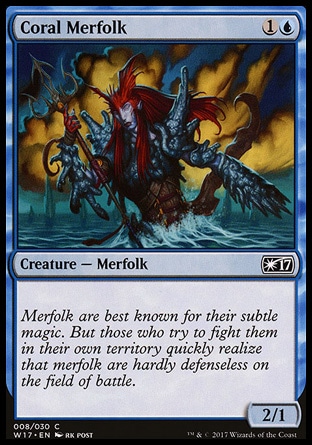 Coral Merfolk 1
Creature — Merfolk 17
Merfolk are best known for their subtle
magic. But those who try to fight them
in their own territory quickly realize
that merfolk are hardly defenseless on
the field of battle.
2/1
008/030 C
W17 • EN RK POST ™ & © 2017 Wizards of the Coast